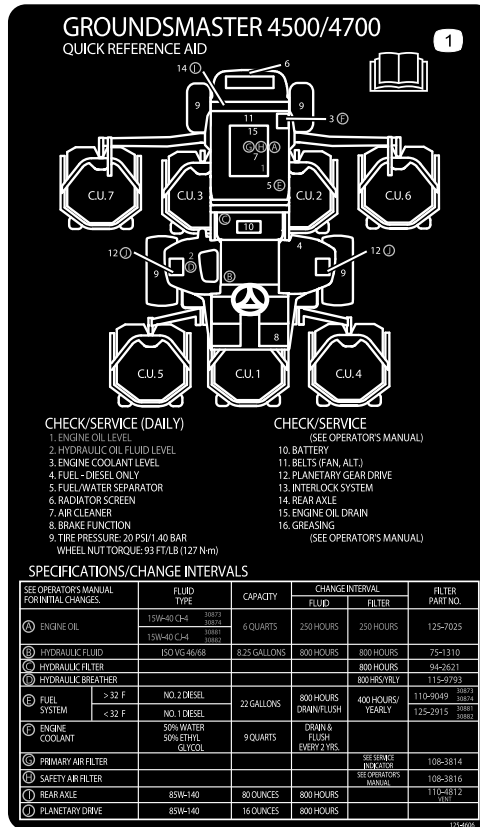 GROUNDSMASTER 4500/4700
QUICK REFERENCE AID
1
14 I
6
9
9
11
15
3 F
G H A
7
1
5 E
C.U. 7
C.U. 3
C.U. 2
C.U. 6
C
10
12 J
2
D
B
4
12 J
9
9
8
C.U. 5
C.U. 1
C.U. 4
CHECK/SERVICE (DAILY)
1. ENGINE OIL LEVEL
2. HYDRAULIC OIL FLUID LEVEL
3. ENGINE COOLANT LEVEL
4. FUEL - DIESEL ONLY
5. FUEL/WATER SEPARATOR
6. RADIATOR SCREEN
7. AIR CLEANER
8. BRAKE FUNCTION
9. TIRE PRESSURE: 20 PSI/1.40 BAR
WHEEL NUT TORQUE: 93 FT/LB (127 N·m)
CHECK/SERVICE
(SEE OPERATOR'S MANUAL)
10. BATTERY
11. BELTS (FAN, ALT.)
12. PLANETARY GEAR DRIVE
13. INTERLOCK SYSTEM
14. REAR AXLE
15. ENGINE OIL DRAIN
16. GREASING
(SEE OPERATOR'S MANUAL)
SPECIFICATIONS/CHANGE INTERVALS
SEE OPERATOR'S MANUAL FOR INITIAL CHANGES. FLUID TYPE CAPACITY CHANGE INTERVAL FLUID FILTER FILTER PART NO.
A ENGINE OIL 15W-40 CI-4 30873 30874 15W-40 CJ-4 30881 30882 6 QUARTS 250 HOURS 250 HOURS 125-7025
B HYDRAULIC FLUID ISO VG 46/68 8.25 GALLONS 800 HOURS 800 HOURS 75-1310
C HYDRAULIC FILTER 800 HOURS 94-2621
D HYDRAULIC BREATHER 800 HRS/YRLY 115-9793
E FUEL SYSTEM > 32 F NO. 2 DIESEL < 32 F NO. 1 DIESEL 22 GALLONS 800 HOURS DRAIN/FLUSH 400 HOURS/ YEARLY 110-9049 30873 30874 125-2915 30881 30882
F ENGINE COOLANT 50% WATER 50% ETHYL GLYCOL 9 QUARTS DRAIN & FLUSH EVERY 2 YRS.
G PRIMARY AIR FILTER SEE SERVICE INDICATOR 108-3814
H SAFETY AIR FILTER SEE OPERATOR'S MANUAL 108-3816
I REAR AXLE 85W-140 80 OUNCES 800 HOURS 110-4812 VENT
J PLANETARY DRIVE 85W-140 16 OUNCES 800 HOURS
125-4606